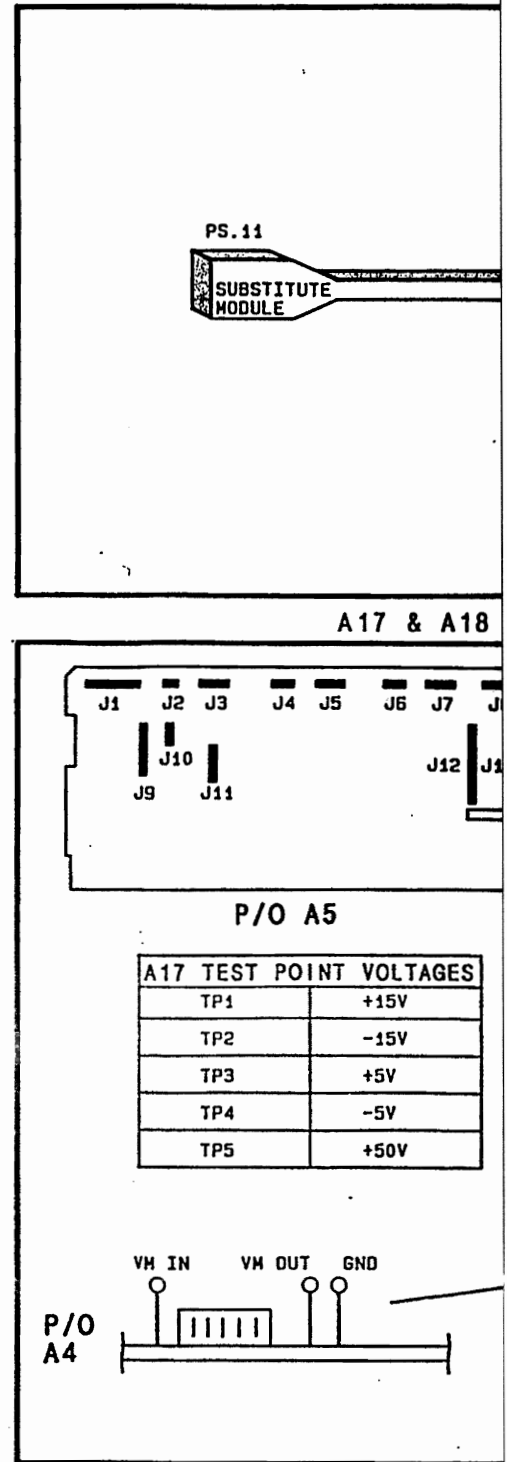 PS.11
SUBSTITUTE
MODULE
A17 & A18
J1 J2 J3 J4 J5 J6 J7
J9 J10 J11 J12
P/O A5
A17 TEST POINT VOLTAGES
TP1 +15V
TP2 -15V
TP3 +5V
TP4 -5V
TP5 +50V
VM IN VM OUT GND
P/O
A4